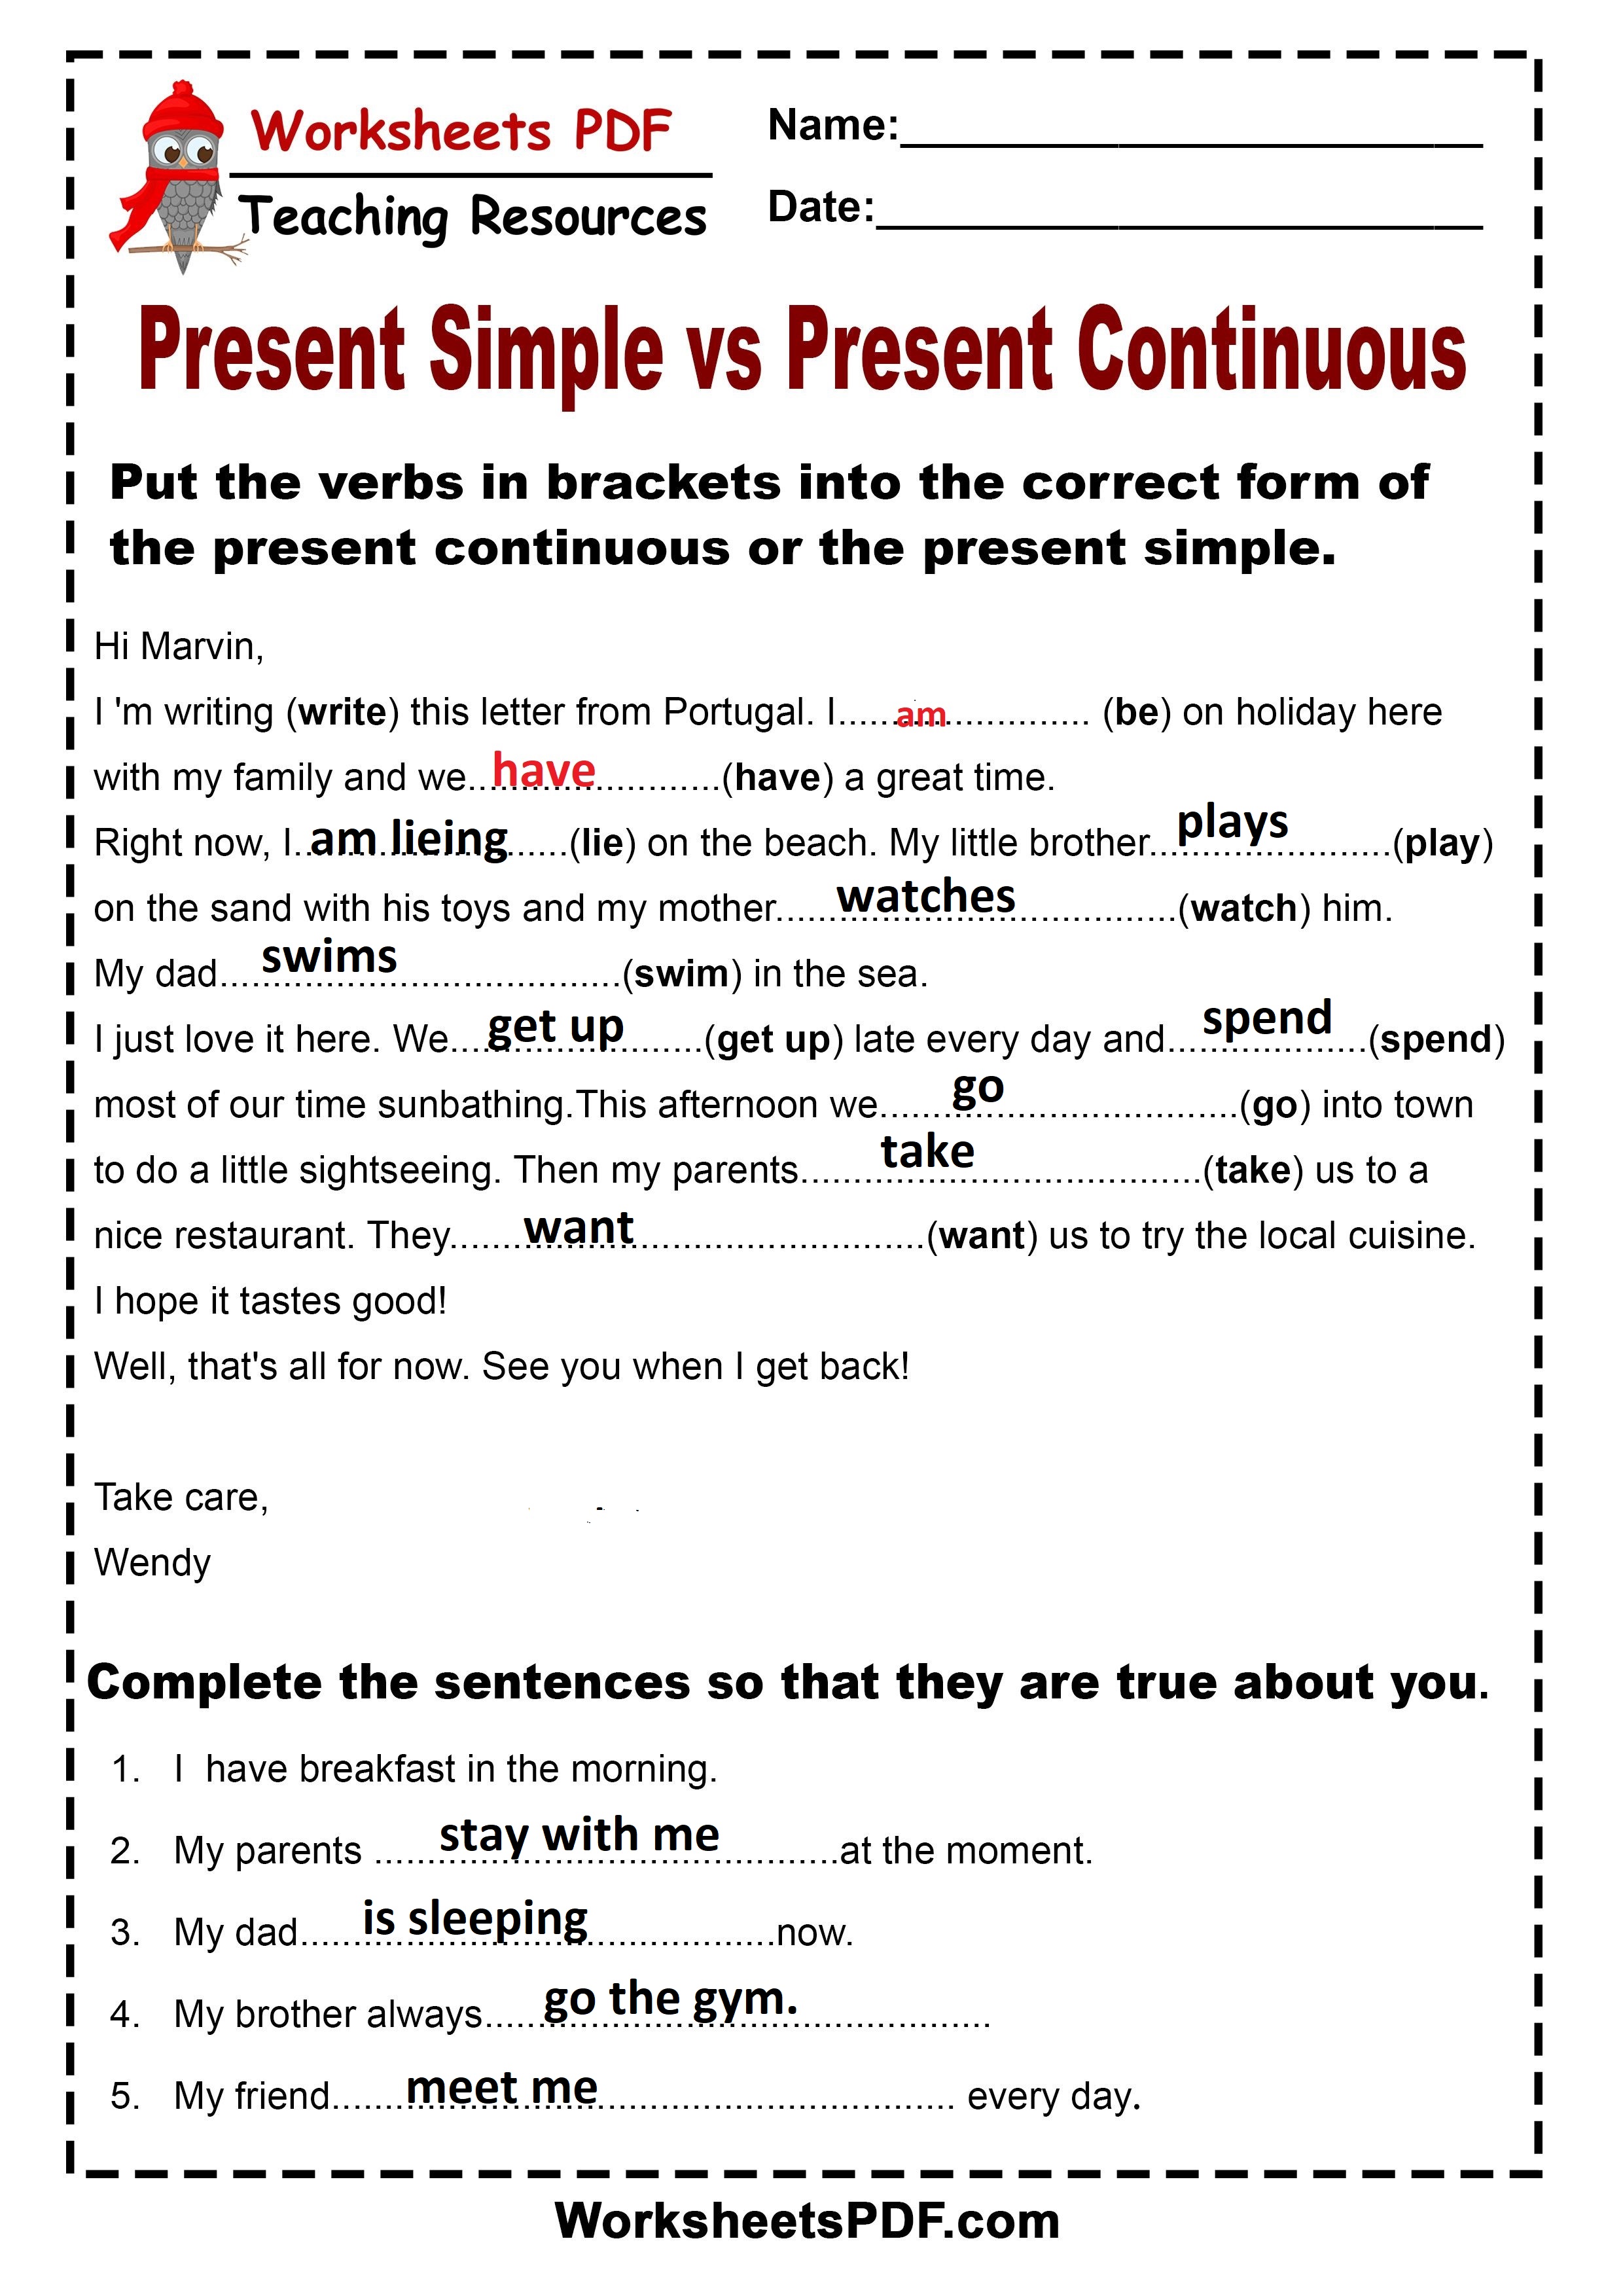 Worksheets PDF
Teaching Resources
Name:___________________________
Date:____________________________
Present Simple vs Present Continuous
Put the verbs in brackets into the correct form of
the present continuous or the present simple.
Hi Marvin,
I 'm writing (write) this letter from Portugal. I.....am.............. (be) on holiday here
with my family and we..have............(have) a great time.
Right now, I..am lieing......(lie) on the beach. My little brother..plays..........(play)
on the sand with his toys and my mother......watches................(watch) him.
My dad....swims......................(swim) in the sea.
I just love it here. We...get up......(get up) late every day and...spend...(spend)
most of our time sunbathing.This afternoon we.......go......................(go) into town
to do a little sightseeing. Then my parents.......take......................(take) us to a
nice restaurant. They.......want............................(want) us to try the local cuisine.
I hope it tastes good!
Well, that's all for now. See you when I get back!
Take care,
Wendy
Complete the sentences so that they are true about you.
1. I have breakfast in the morning.
2. My parents ......stay with me...........at the moment.
3. My dad......is sleeping..................now.
4. My brother always......go the gym...................
5. My friend.......meet me.................................. every day.
WorksheetsPDF.com